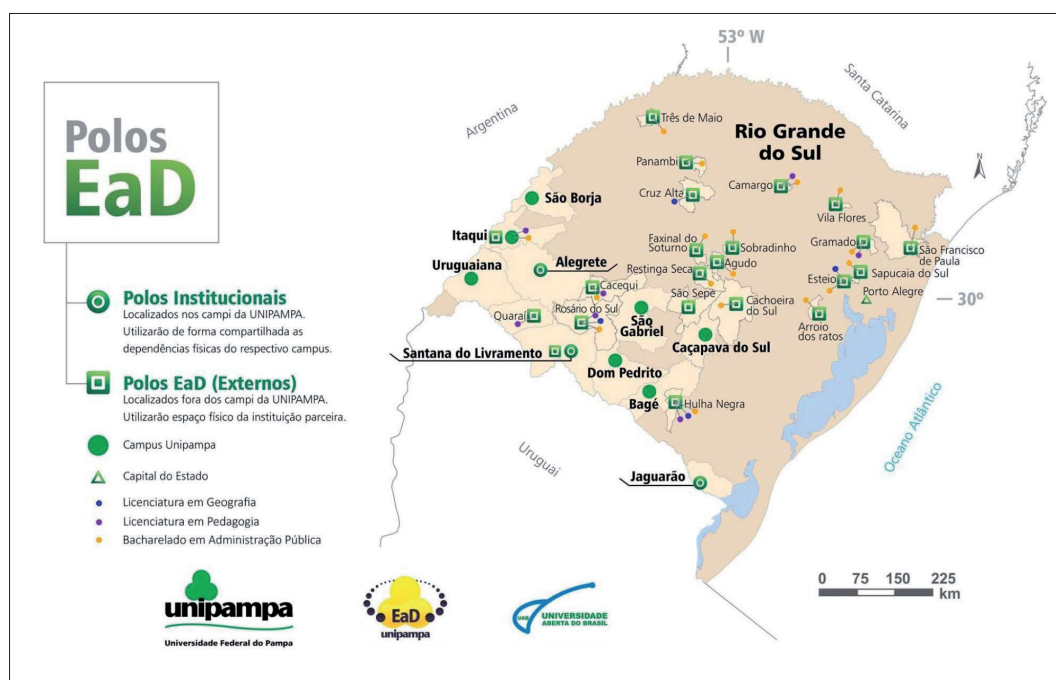 53º W
Santa Catarina
Argentina
Polos
EaD
Três de Maio
Rio Grande
do Sul
N
Panambi
Cruz Alta
Camargo
Vila Flores
São Borja
Itaqui
Uruguaiana
Alegrete
Faxinal do
Soturno
Sobradinho
Agudo
Restinga Seca
Gramado
São Francisco
de Paula
Sapucaia do Sul
Esteio
Porto Alegre
30º
Polos Institucionais
Localizados nos campi da UNIPAMPA.
Utilizarão de forma compartilhada as
dependências físicas do respectivo campus.
Cacequi
Quaraí
Rosário do Sul
São
Gabriel
São Sepé
Cachoeira
do Sul
Arroio
dos ratos
Caçapava do Sul
Santana do Livramento
Dom Pedrito
Polos EaD (Externos)
Localizados fora dos campi da UNIPAMPA.
Utilizarão espaço físico da instituição parceira.
Bagé
Hulha Negra
Campus Unipampa
Capital do Estado
Licenciatura em Geografia
Licenciatura em Pedagogia
Bacharelado em Administração Pública
Uruguai
Oceano Atlântico
Jaguarão
0 75 150 225
km
unipampa
Universidade Federal do Pampa
EaD
unipampa
UAB
UNIVERSIDADE
ABERTA DO BRASIL